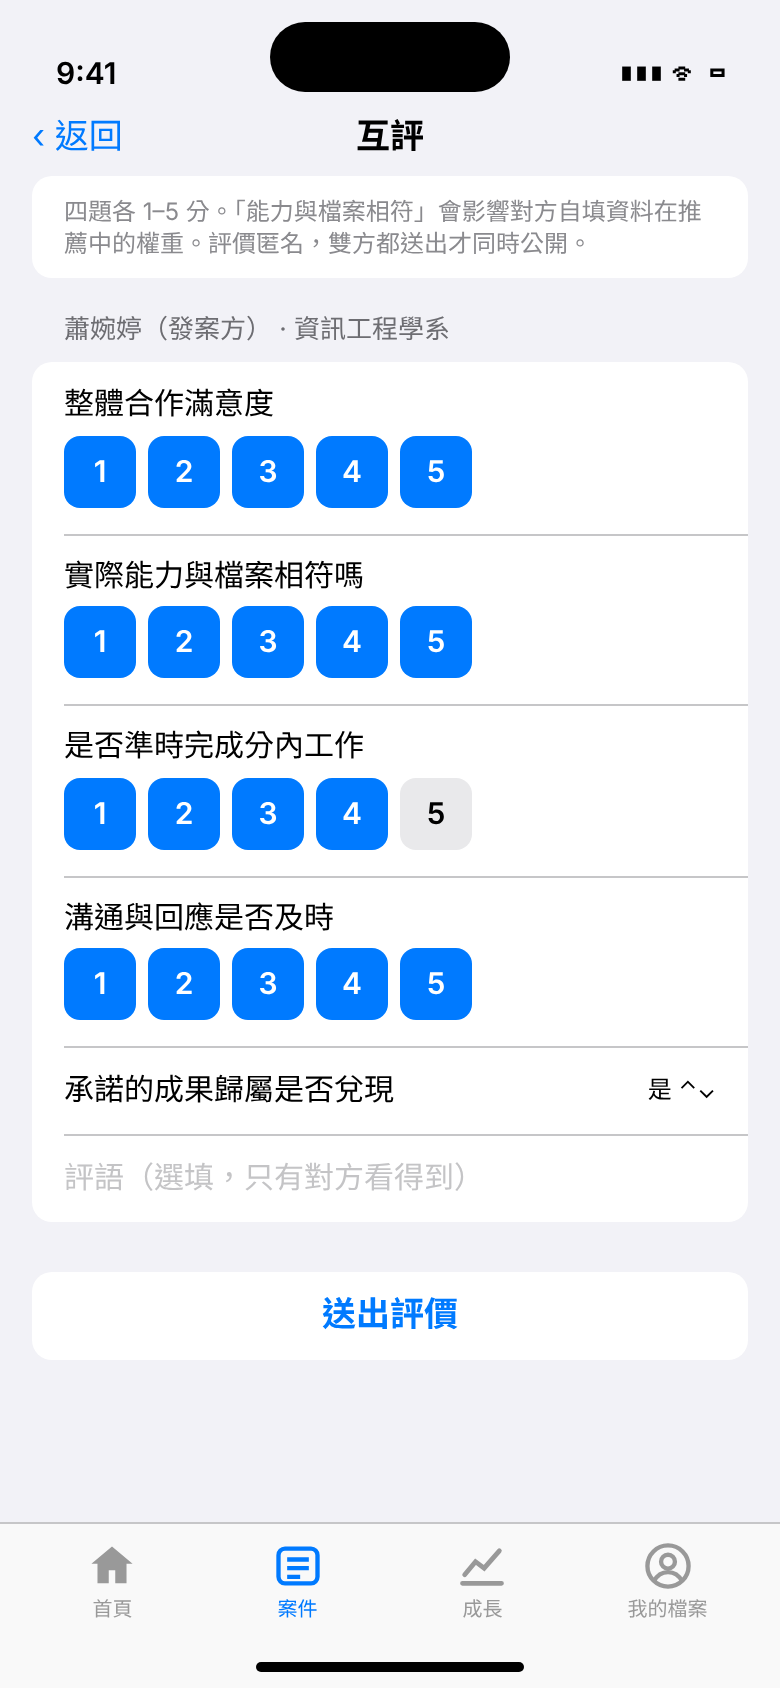 9:41
‹ 返回
互評
四題各 1–5 分。「能力與檔案相符」會影響對方自填資料在推
薦中的權重。評價匿名，雙方都送出才同時公開。
蕭婉婷（發案方） · 資訊工程學系
整體合作滿意度
1 2 3 4 5
實際能力與檔案相符嗎
1 2 3 4 5
是否準時完成分內工作
1 2 3 4 5
溝通與回應是否及時
1 2 3 4 5
承諾的成果歸屬是否兌現
是
評語（選填，只有對方看得到）
送出評價
首頁
案件
成長
我的檔案